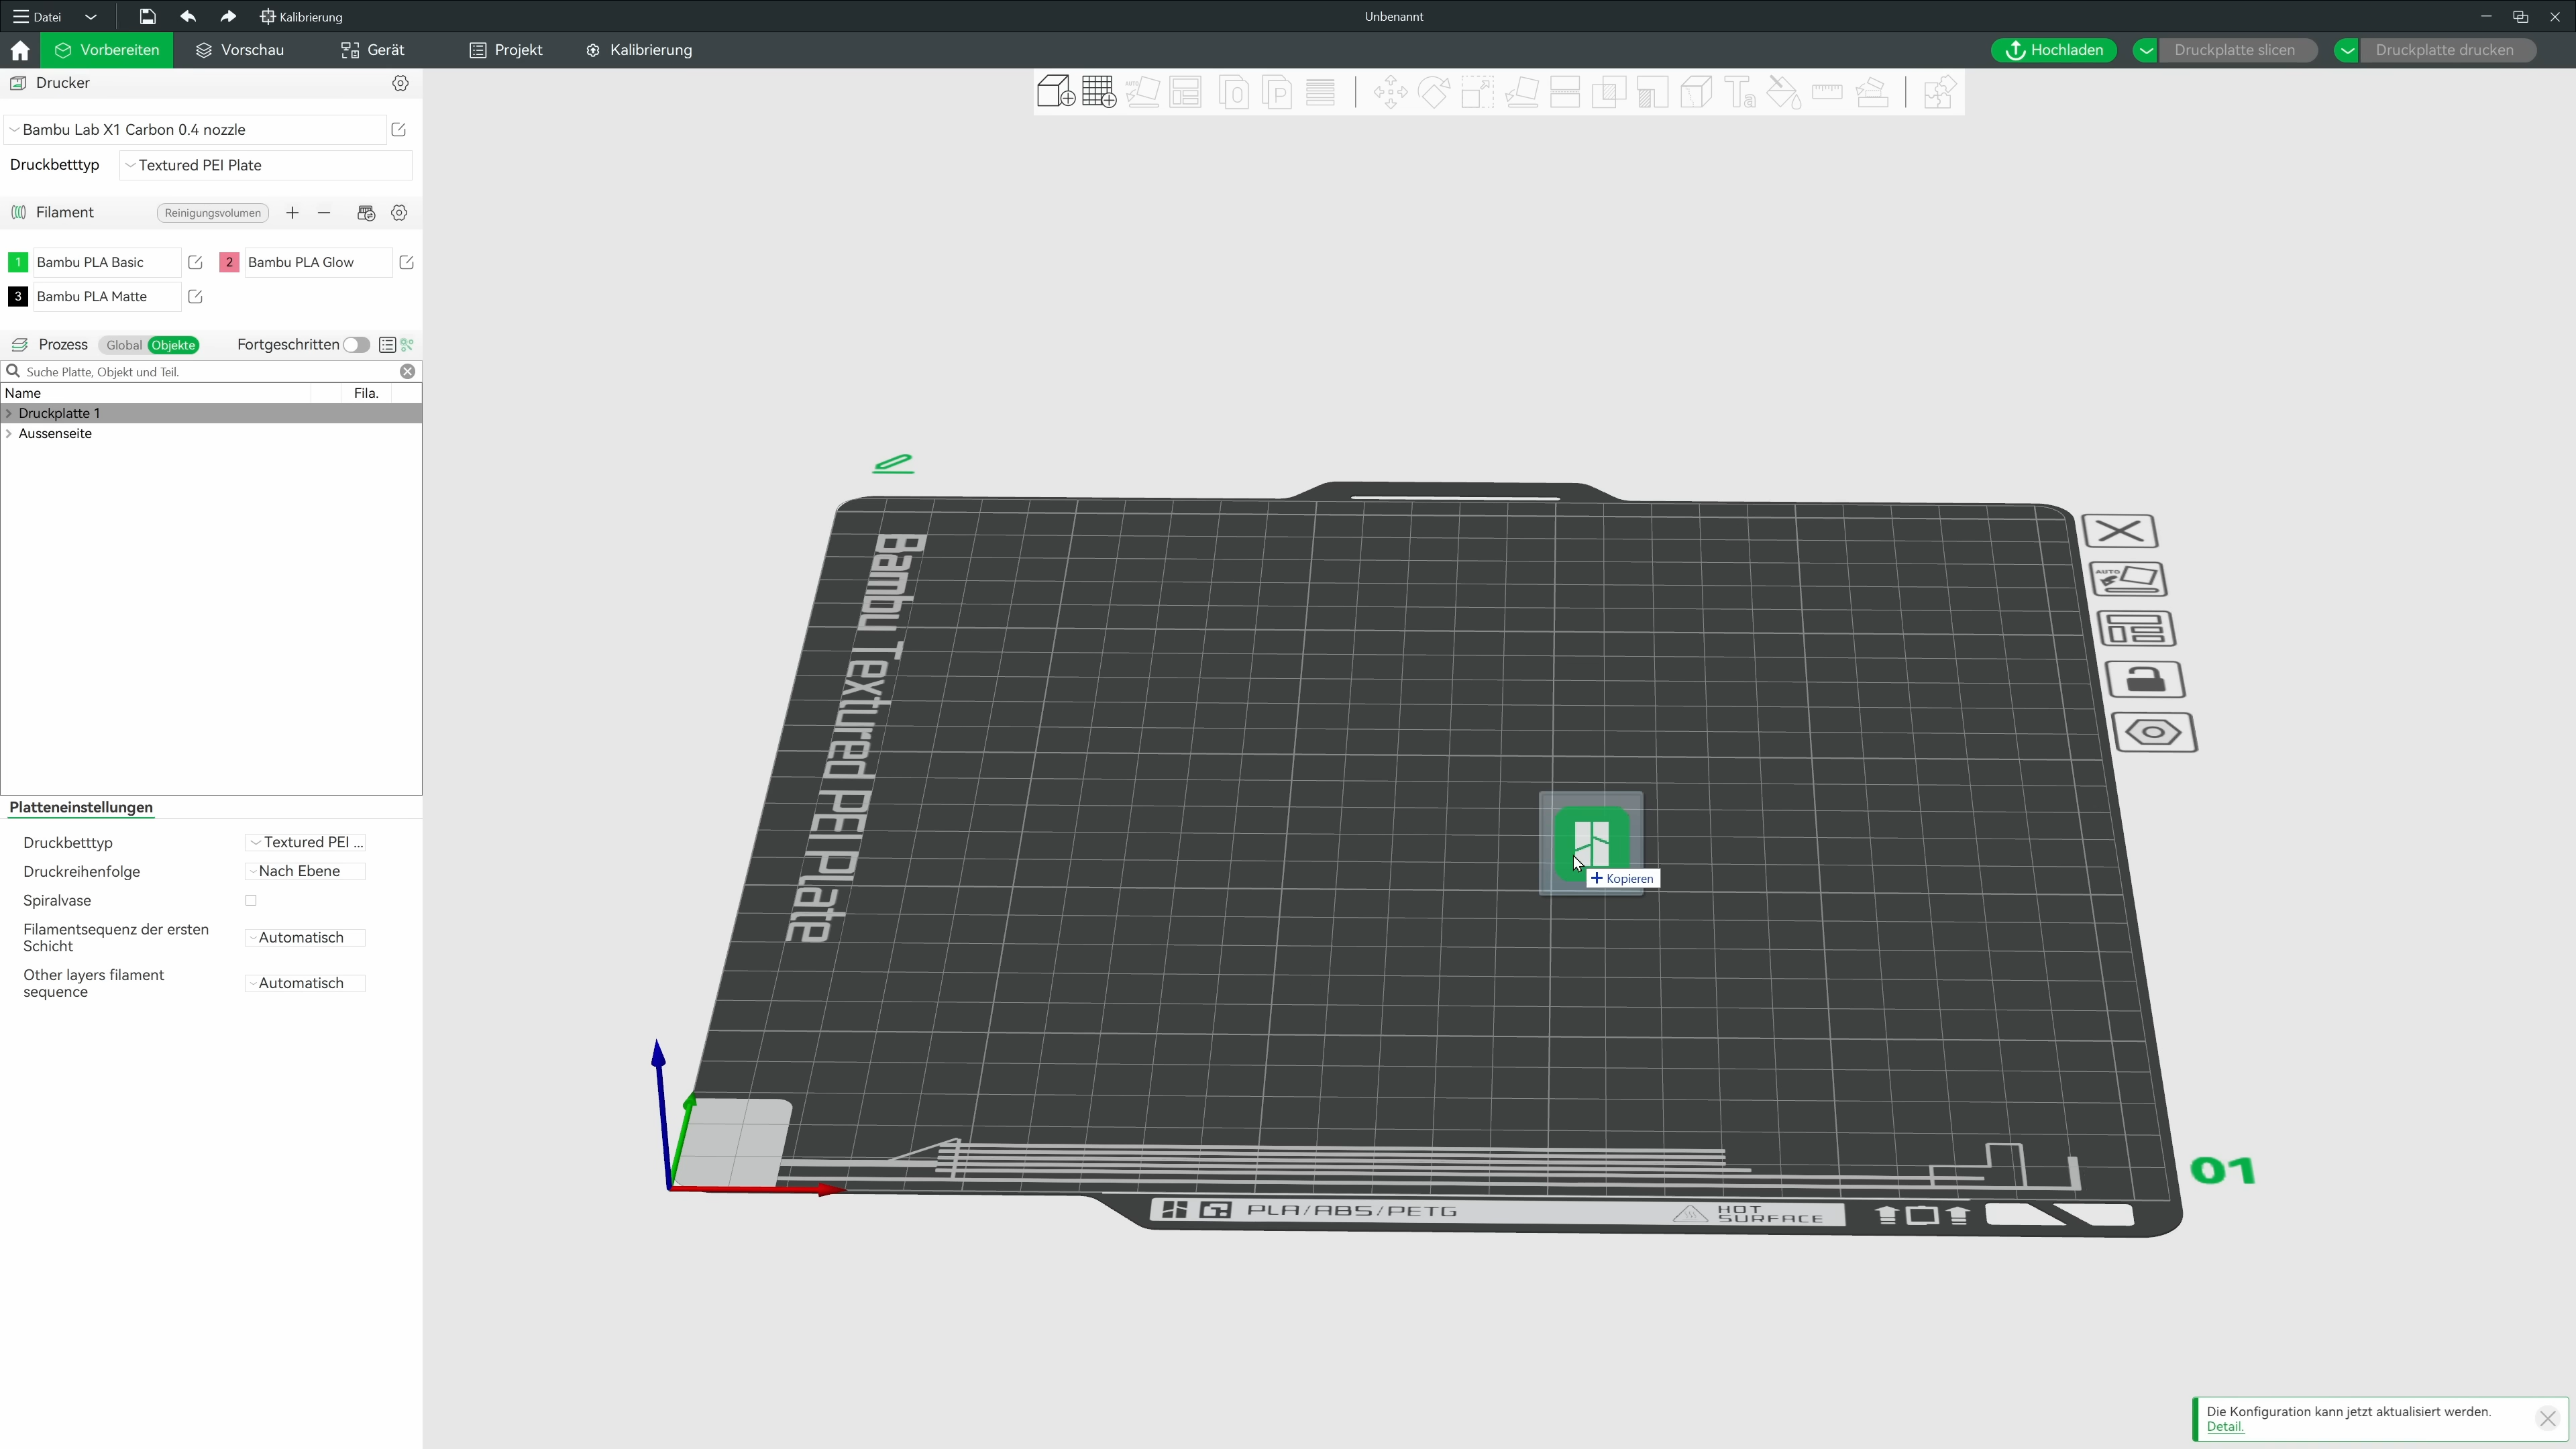 Datei
Kalibrierung
Unbenannt
Vorbereiten
Vorschau
Gerät
Projekt
Kalibrierung
Hochladen
Druckplatte slicen
Druckplatte drucken
Drucker
Bambu Lab X1 Carbon 0.4 nozzle
Druckbetttyp
Textured PEI Plate
Filament
Reinigungsvolumen
1 Bambu PLA Basic
2 Bambu PLA Glow
3 Bambu PLA Matte
Prozess
Global Objekte
Fortgeschritten
Suche Platte, Objekt und Teil.
Name Fila.
Druckplatte 1
Aussenseite
Platteneinstellungen
Druckbetttyp Textured PEI ...
Druckreihenfolge Nach Ebene
Spiralvase
Filamentsequenz der ersten
Schicht
Automatisch
Other layers filament
sequence
Automatisch
AUTO
Bambu Textured PEI Plate
AUTO
Kopieren
PLA/ABS/PETG
HOT
SURFACE
01
Die Konfiguration kann jetzt aktualisiert werden.
Detail.